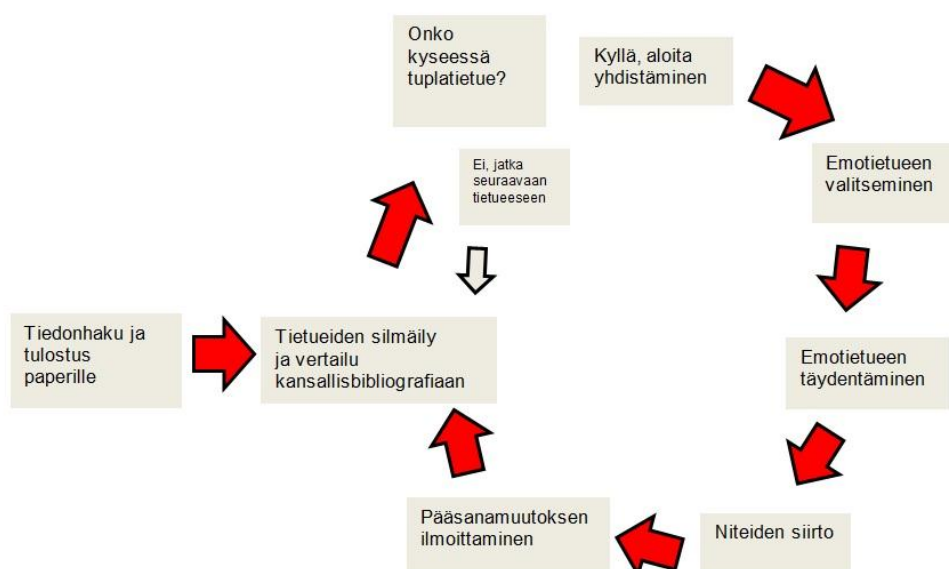 Onko
kyseessä
tuplatietue?
Kyllä, aloita
yhdistäminen
Ei, jatka
seuraavaan
tietueeseen
Emotietueen
valitseminen
Tiedonhaku ja
tulostus
paperille
Tietueiden silmäily
ja vertailu
kansallisbibliografiaan
Emotietueen
täydentäminen
Pääsanamuutoksen
ilmoittaminen
Niteiden siirto